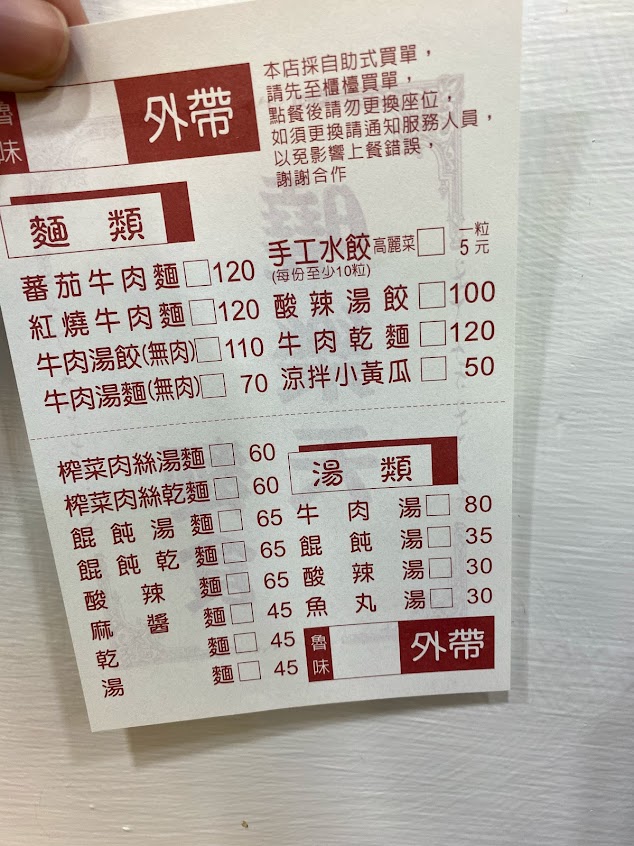 魯味 外帶
本店採自助式買單，
請先至櫃檯買單，
點餐後請勿更換座位，
如須更換請通知服務人員，
以免影響上餐錯誤，
謝謝合作
麵類
蕃茄牛肉麵□120
紅燒牛肉麵□120
牛肉湯餃(無肉)□110
牛肉湯麵(無肉)□70
手工水餃高麗菜□一粒5元
(每份至少10粒)
酸辣湯餃□100
牛肉乾麵□120
涼拌小黃瓜□50
榨菜肉絲湯麵□60
榨菜肉絲乾麵□60
餛飩湯麵□65
餛飩乾麵□65
酸辣麵□65
麻醬麵□45
乾麵□45
湯麵□45
湯類
牛肉湯□80
餛飩湯□35
酸辣湯□30
魚丸湯□30
魯味 外帶